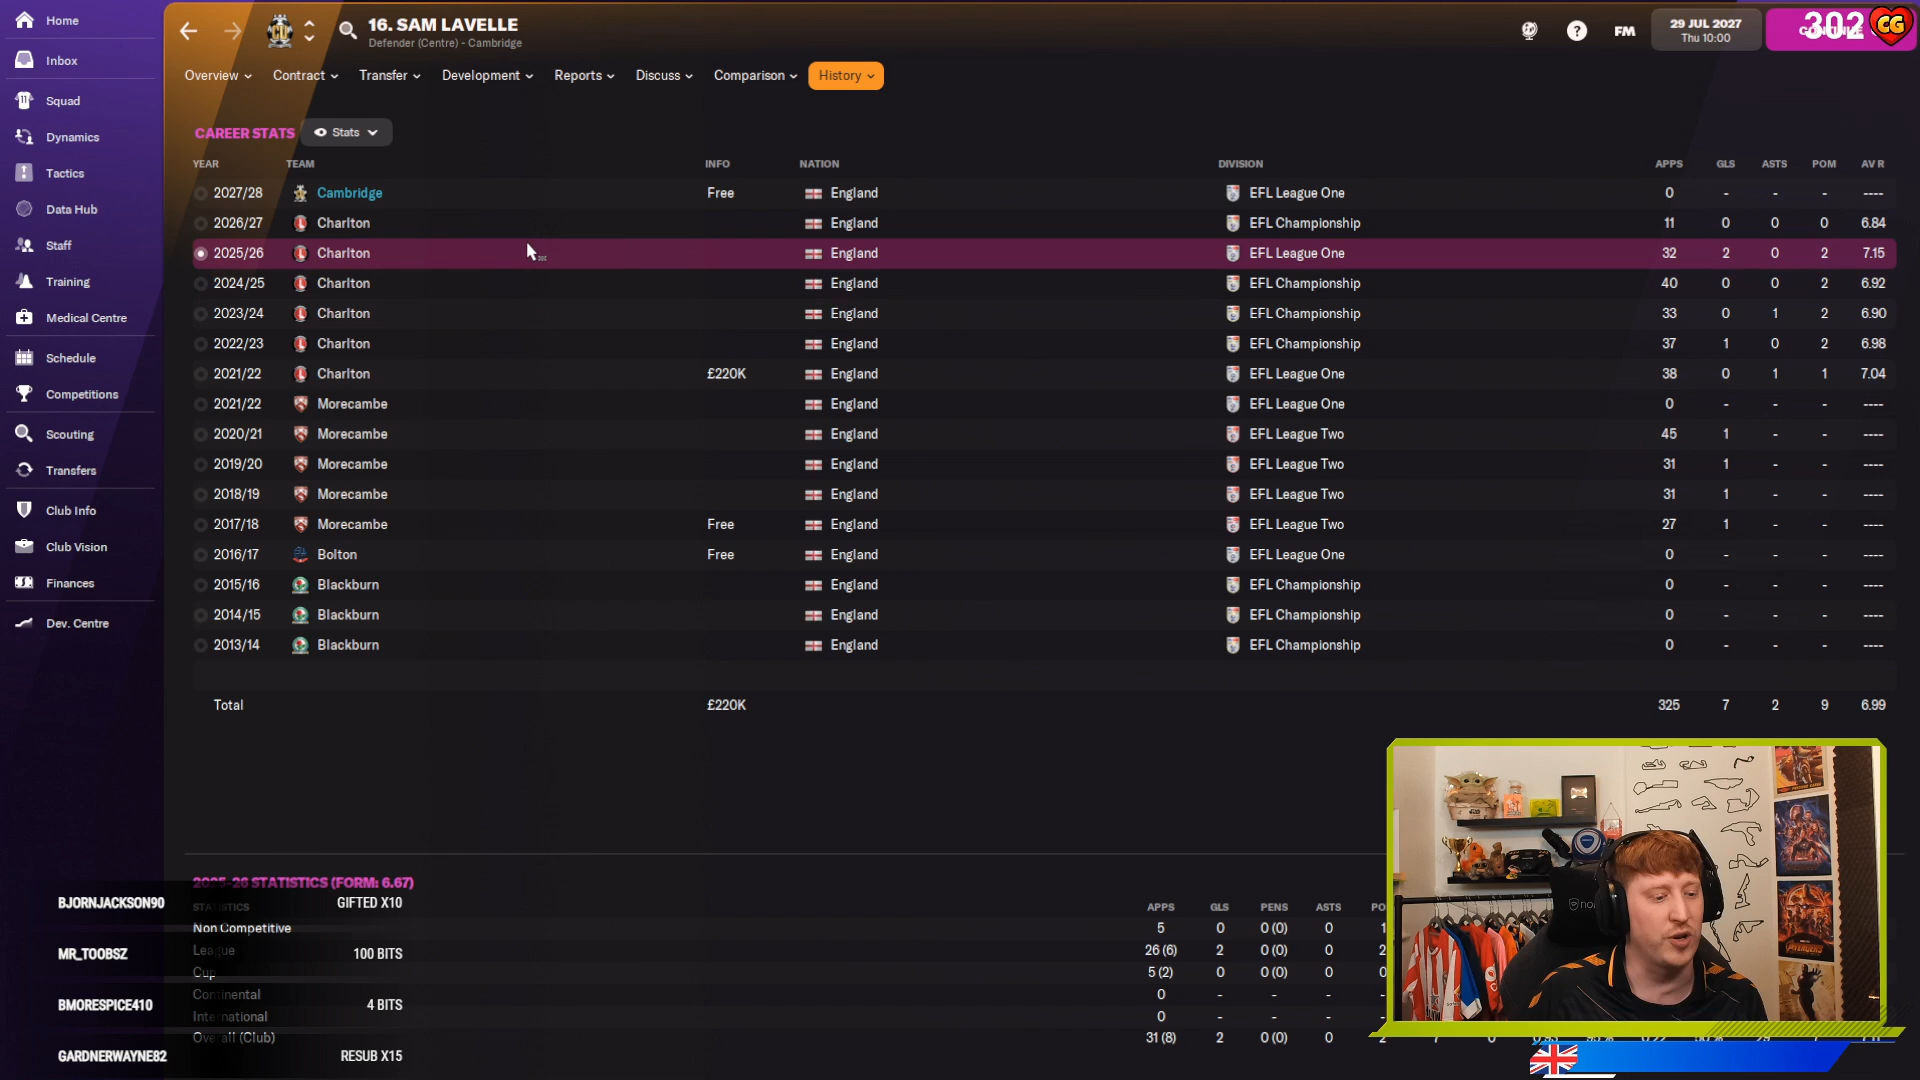 Home
Inbox
Squad
Dynamics
Tactics
Data Hub
Staff
Training
Medical Centre
Schedule
Competitions
Scouting
Transfers
Club Info
Club Vision
Finances
Dev. Centre
16. SAM LAVELLE
Defender (Centre) - Cambridge
FM
29 JUL 2027
Thu 10:00
302
CG
Overview Contract Transfer Development Reports Discuss Comparison History
CAREER STATS Stats
YEAR TEAM INFO NATION DIVISION APPS GLS ASTS POM AV R
2027/28 Cambridge Free England EFL League One 0 - - - ----
2026/27 Charlton England EFL Championship 11 0 0 0 6.84
2025/26 Charlton England EFL League One 32 2 0 2 7.15
2024/25 Charlton England EFL Championship 40 0 0 2 6.92
2023/24 Charlton England EFL Championship 33 0 1 2 6.90
2022/23 Charlton England EFL Championship 37 1 0 2 6.98
2021/22 Charlton £220K England EFL League One 38 0 1 1 7.04
2021/22 Morecambe England EFL League One 0 - - - ----
2020/21 Morecambe England EFL League Two 45 1 - - ----
2019/20 Morecambe England EFL League Two 31 1 - - ----
2018/19 Morecambe England EFL League Two 31 1 - - ----
2017/18 Morecambe Free England EFL League Two 27 1 - - ----
2016/17 Bolton Free England EFL League One 0 - - - ----
2015/16 Blackburn England EFL Championship 0 - - - ----
2014/15 Blackburn England EFL Championship 0 - - - ----
2013/14 Blackburn England EFL Championship 0 - - - ----
Total £220K 325 7 2 9 6.99
2025-26 STATISTICS (FORM: 6.67)
STATISTICS APPS GLS PENS ASTS
Non Competitive 5 0 0 (0) 0
League 26 (6) 2 0 (0) 0
Cup 5 (2) 0 0 (0) 0
Continental 0 - - -
International 0 - - -
Overall (Club) 31 (8) 2 0 (0) 0
BJORNJACKSON90 GIFTED X10
MR_TOOBSZ 100 BITS
BMORESPICE410 4 BITS
GARDNERWAYNE82 RESUB X15